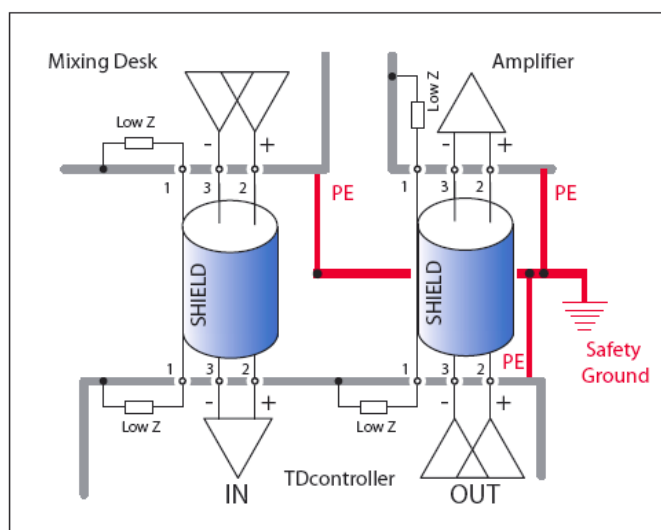 Mixing Desk
Amplifier
Low Z
Low Z
- +
- +
1 3 2
PE
1 3 2
PE
SHIELD
SHIELD
Safety
Ground
PE
1 3 2
1 3 2
- +
- +
Low Z
Low Z
TDcontroller
IN
OUT